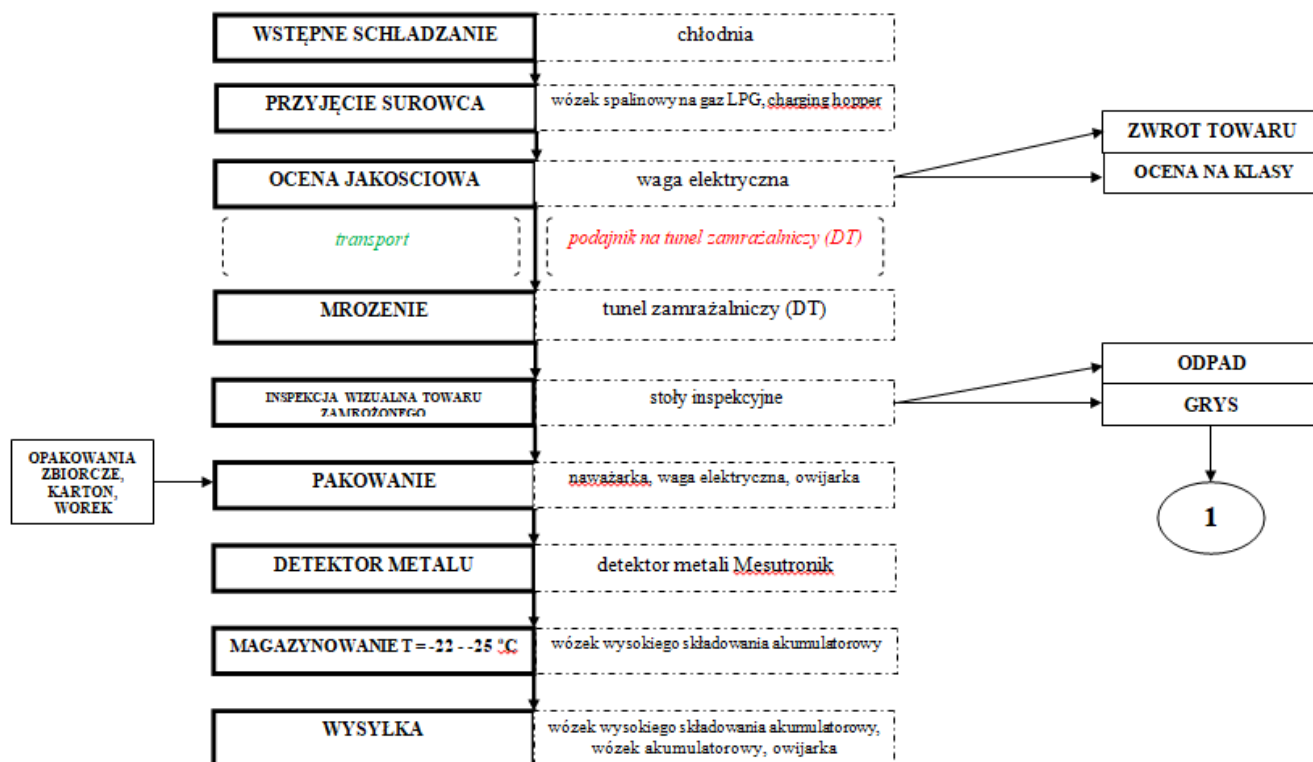 WSTĘPNE SCHŁADZANIE
chłodnia
PRZYJĘCIE SUROWCA
wózek spalinowy na gaz LPG, charging hopper
ZWROT TOWARU
OCENA JAKOSCIOWA
waga elektryczna
OCENA NA KLASY
transport
podajnik na tunel zamrażalniczy (DT)
MROZENIE
tunel zamrażalniczy (DT)
ODPAD
INSPEKCJA WIZUALNA TOWARU
ZAMROŻONEGO
stoły inspekcyjne
GRYS
OPAKOWANIA
ZBIORCZE,
KARTON,
WOREK
PAKOWANIE
naważarka, waga elektryczna, owijarka
1
DETEKTOR METALU
detektor metali Mesutronik
MAGAZYNOWANIE T = -22 - -25 °C
wózek wysokiego składowania akumulatorowy
WYSYŁKA
wózek wysokiego składowania akumulatorowy,
wózek akumulatorowy, owijarka